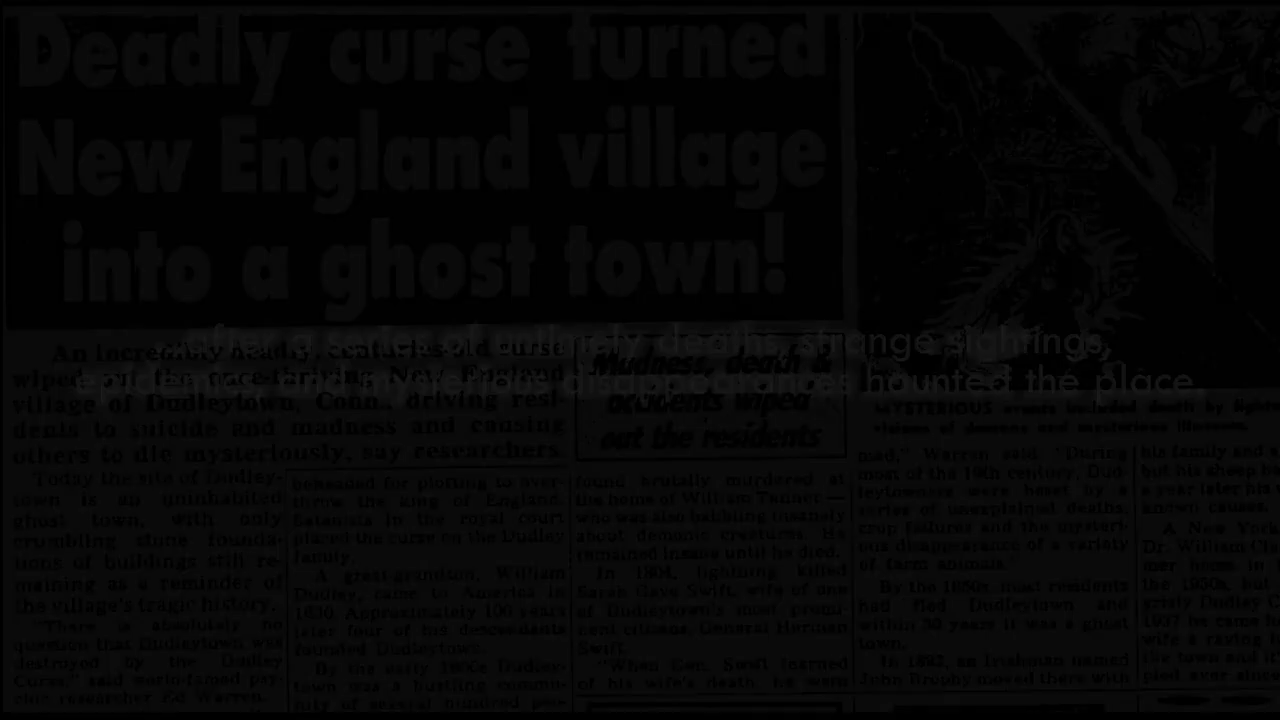 Deadly curse turned
New England village
into a ghost town!
after a series of untimely deaths, strange sightings,
epidemics and mysterious disappearances haunted the place
An incredibly deadly, centuries-old curse
wiped out the once-thriving New England
village of Dudleytown, Conn., driving resi-
dents to suicide and madness and causing
others to die mysteriously, say researchers.
Today the site of Dudley-
town is an uninhabited
ghost town, with only
crumbling stone founda-
tions of buildings still re-
maining as a reminder of
the village's tragic history.
"There is absolutely no
question that Dudleytown was
destroyed by the Dudley
Curse," said world-famed psy-
chic researcher Ed Warren.
beheaded for plotting to over-
throw the king of England.
Satanists in the royal court
placed the curse on the Dudley
family.
A great-grandson, William
Dudley, came to America in
1630. Approximately 100 years
later four of his descendants
founded Dudleytown.
By the early 1800s Dudley-
town was a bustling commu-
nity of several hundred peo-
Madness, death &
accidents wiped
out the residents
found brutally murdered at
the home of William Tanner —
who was also babbling insanely
about demonic creatures. He
remained insane until he died.
In 1804, lightning killed
Sarah Gaye Swift, wife of one
of Dudleytown's most promi-
nent citizens, General Herman
Swift.
"When Gen. Swift learned
of his wife's death, he went
MYSTERIOUS events included death by light
visions of demons and mysterious illnesses.
mad," Warren said. "During
most of the 19th century, Dud-
leytowners were beset by a
series of unexplained deaths,
crop failures and the mysteri-
ous disappearance of a variety
of farm animals."
By the 1850s, most residents
had fled Dudleytown and
within 50 years it was a ghost
town.
In 1892, an Irishman named
John Brophy moved there with
his family and
but his sheep
a year later his
known causes.
A New York
Dr. William Cla
mer home in
the 1930s, but
grisly Dudley C
1937 he came
wife a raving
the town and it
pied ever since